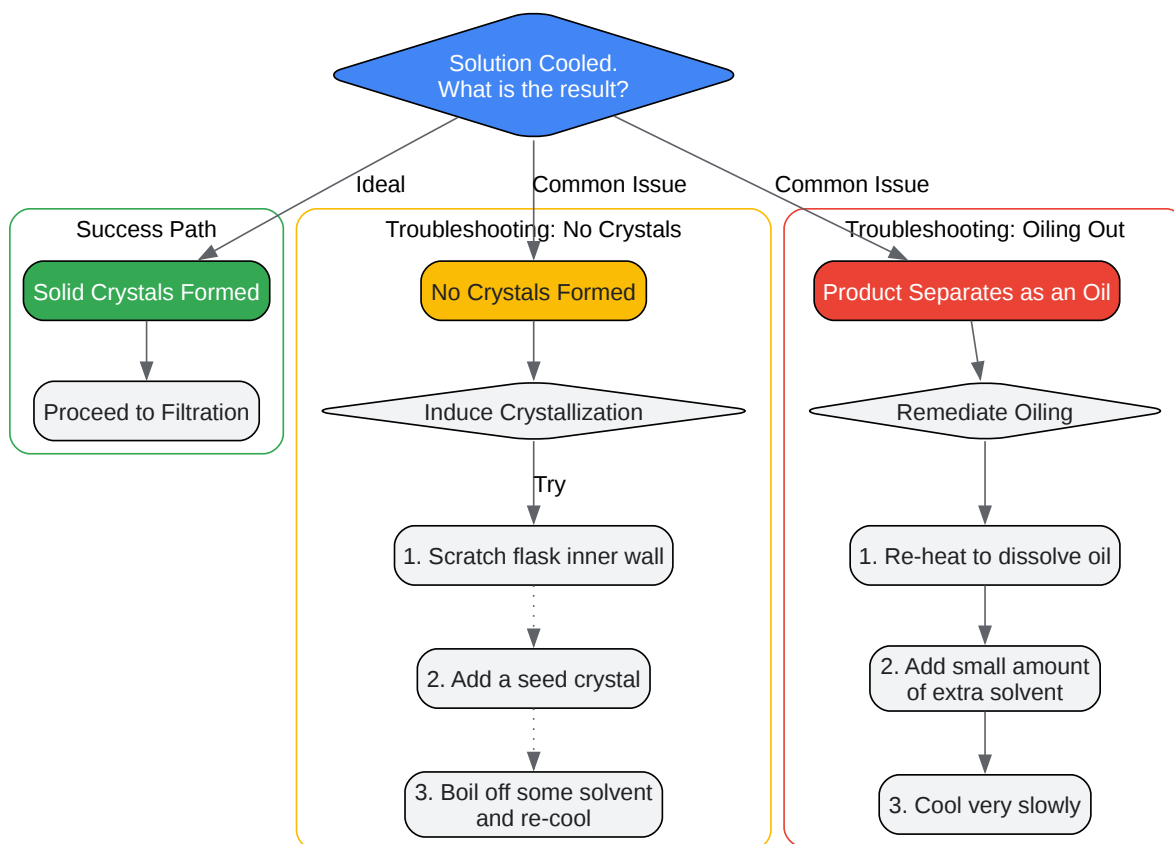 Solution Cooled.
What is the result?
Ideal
Common Issue
Common Issue
Success Path
Troubleshooting: No Crystals
Troubleshooting: Oiling Out
Solid Crystals Formed
No Crystals Formed
Product Separates as an Oil
Proceed to Filtration
Induce Crystallization
Remediate Oiling
Try
1. Scratch flask inner wall
1. Re-heat to dissolve oil
2. Add a seed crystal
2. Add small amount
of extra solvent
3. Boil off some solvent
and re-cool
3. Cool very slowly